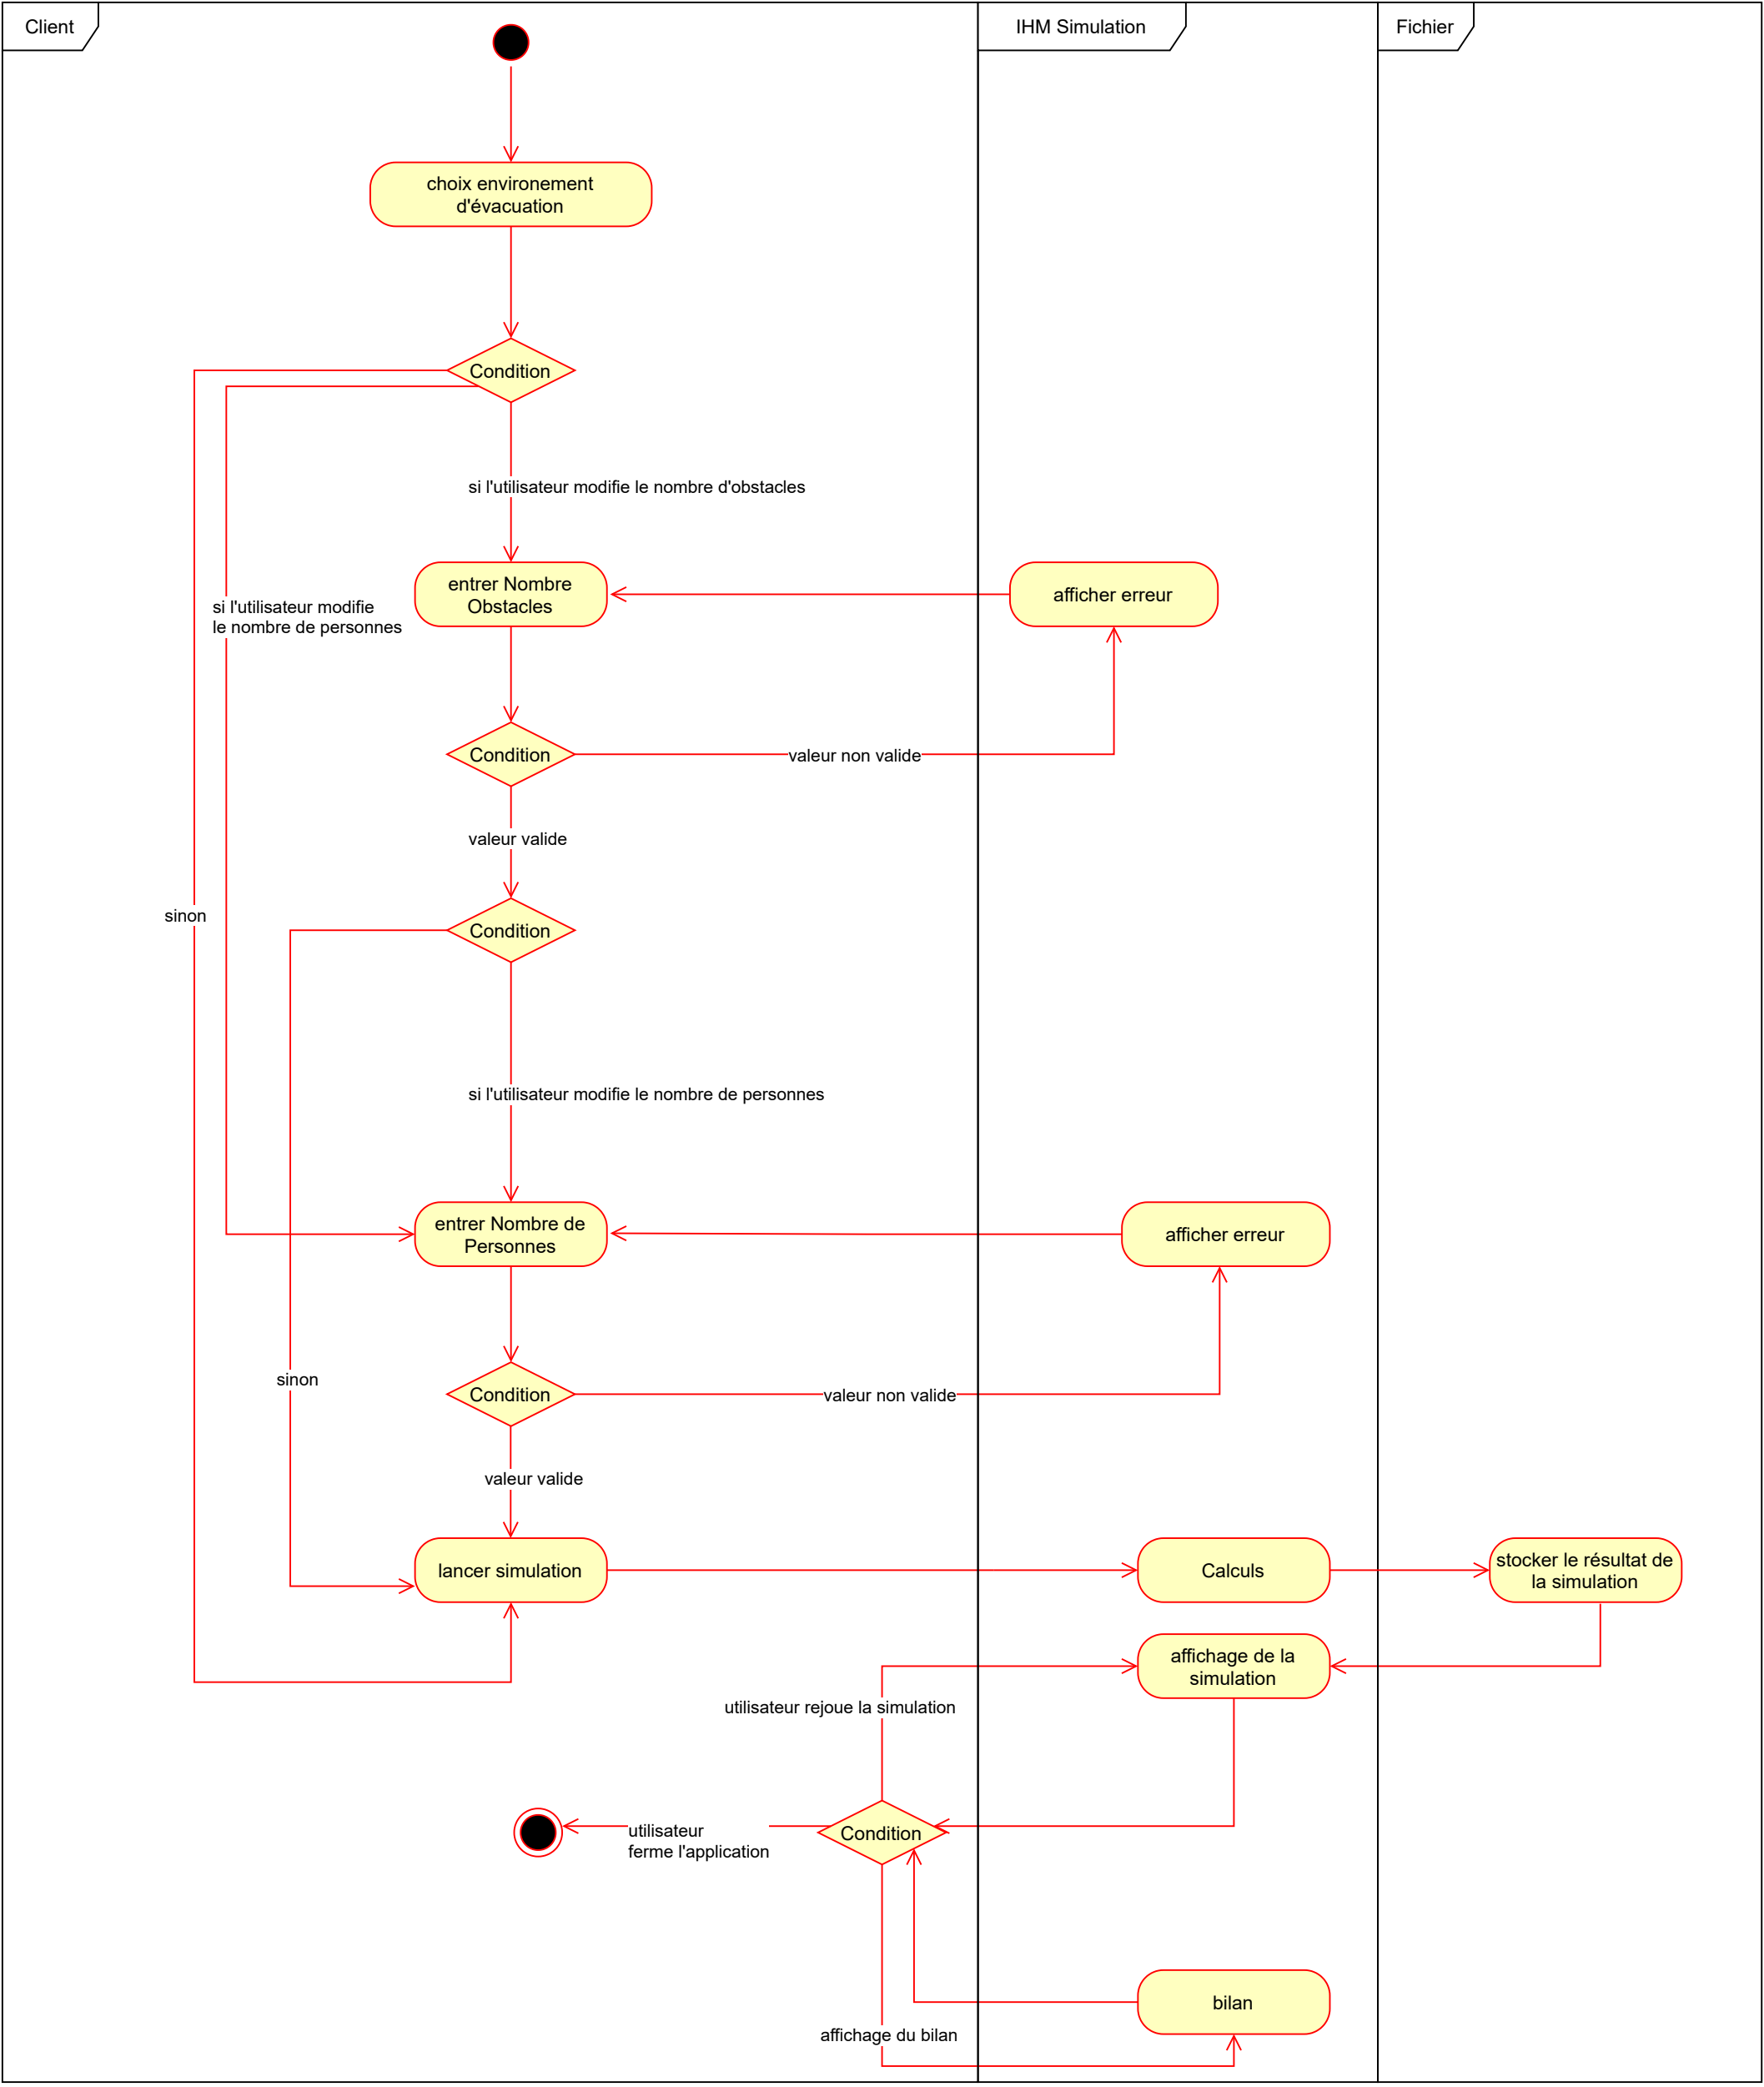 Client
IHM Simulation
Fichier
choix environement
d'évacuation
Condition
si l'utilisateur modifie le nombre d'obstacles
entrer Nombre
Obstacles
afficher erreur
si l'utilisateur modifie
le nombre de personnes
Condition
valeur non valide
valeur valide
sinon
Condition
si l'utilisateur modifie le nombre de personnes
entrer Nombre de
Personnes
afficher erreur
sinon
Condition
valeur non valide
valeur valide
lancer simulation
Calculs
stocker le résultat de
la simulation
affichage de la
simulation
utilisateur rejoue la simulation
utilisateur
ferme l'application
Condition
bilan
affichage du bilan